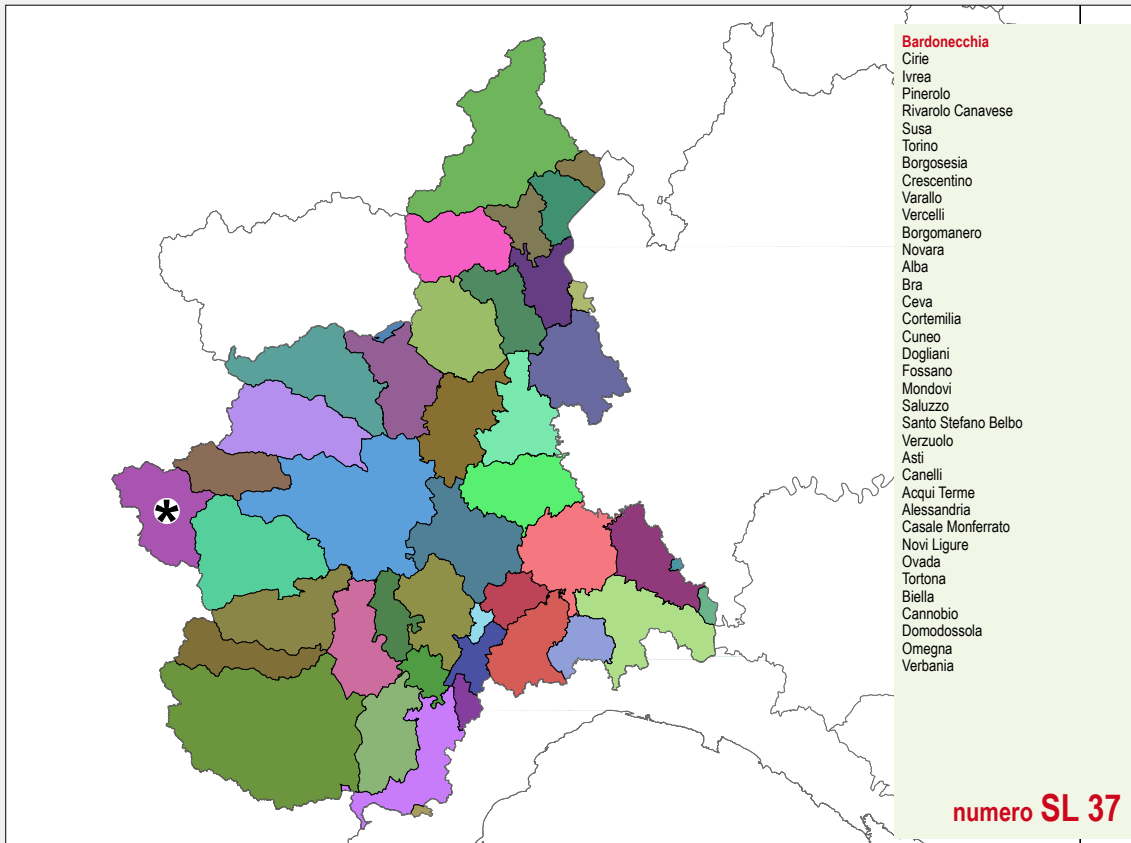 Bardonecchia
Cirie
Ivrea
Pinerolo
Rivarolo Canavese
Susa
Torino
Borgosesia
Crescentino
Varallo
Vercelli
Borgomanero
Novara
Alba
Bra
Ceva
Cortemilia
Cuneo
Dogliani
Fossano
Mondovi
Saluzzo
Santo Stefano Belbo
Verzuolo
Asti
Canelli
Acqui Terme
Alessandria
Casale Monferrato
Novi Ligure
Ovada
Tortona
Biella
Cannobio
Domodossola
Omegna
Verbania
numero SL 37
*